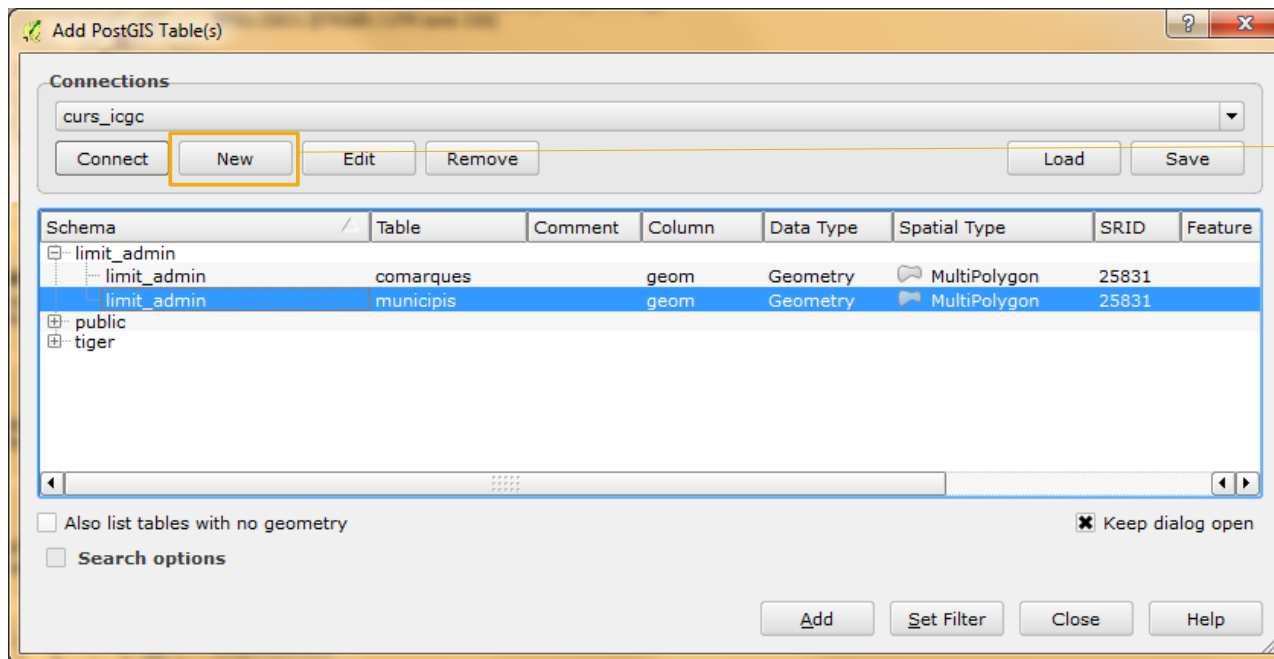 Add PostGIS Table(s)
Connections
curs_icgc
Connect New Edit Remove Load Save
Schema Table Comment Column Data Type Spatial Type SRID Feature
limit_admin
limit_admin comarques geom Geometry MultiPolygon 25831
limit_admin municipis geom Geometry MultiPolygon 25831
public
tiger
Also list tables with no geometry Keep dialog open
Search options
Add Set Filter Close Help